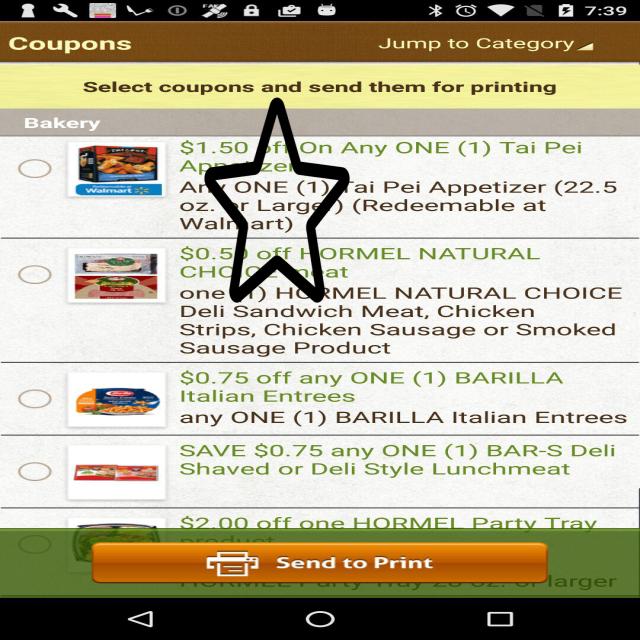 7:39
Coupons
Jump to Category
Select coupons and send them for printing
Bakery
$1.50 off On Any ONE (1) Tai Pei
Walmart
Any ONE (1) Tai Pei Appetizer (22.5
oz. or Larger) (Redeemable at
Walmart)
$0.50 off HORMEL NATURAL
CHOICE meat
one (1) HORMEL NATURAL CHOICE
Deli Sandwich Meat, Chicken
Strips, Chicken Sausage or Smoked
Sausage Product
$0.75 off any ONE (1) BARILLA
Italian Entrees
any ONE (1) BARILLA Italian Entrees
SAVE $0.75 any ONE (1) BAR-S Deli
Shaved or Deli Style Lunchmeat
$2.00 off one HORMEL Party Tray
product
Send to Print
HORMEL Party Tray 28 oz. or larger